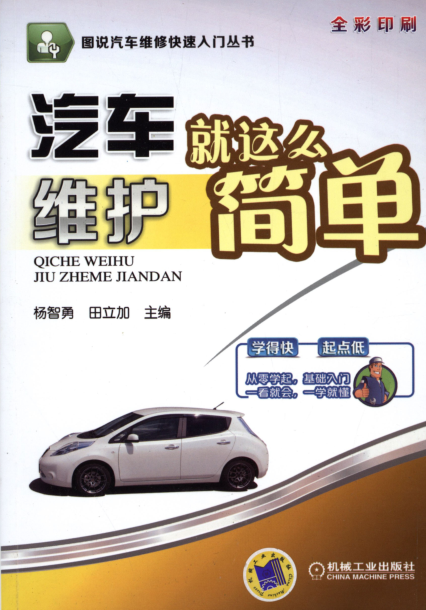 图说汽车维修快速入门丛书
全彩印刷
汽车
就这么
维护
简单
QICHE WEIHU
JIU ZHEME JIANDAN
杨智勇 田立加 主编
学得快 起点低
从零学起，基础入门
一看就会，一学就懂
机械工业出版社
CHINA MACHINE PRESS